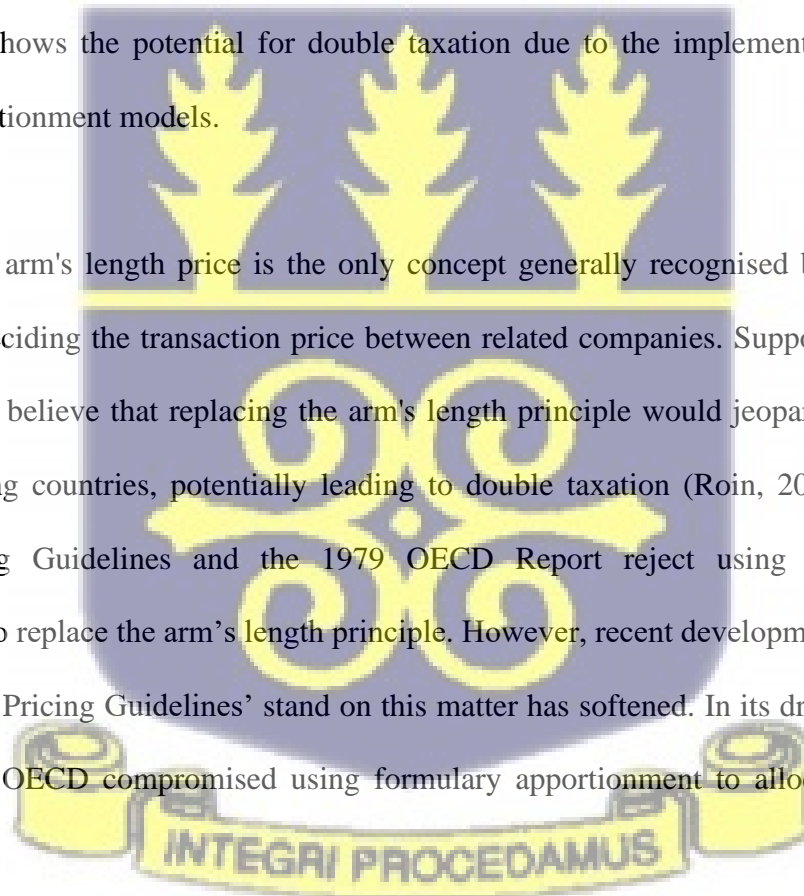 hows the potential for double taxation due to the implement
tionment models.
arm's length price is the only concept generally recognised b
ciding the transaction price between related companies. Suppo
believe that replacing the arm's length principle would jeopar
ng countries, potentially leading to double taxation (Roin, 20
g Guidelines and the 1979 OECD Report reject using
o replace the arm’s length principle. However, recent developm
Pricing Guidelines’ stand on this matter has softened. In its dr
OECD compromised using formulary apportionment to alloc
INTEGRI PROCEDAMUS